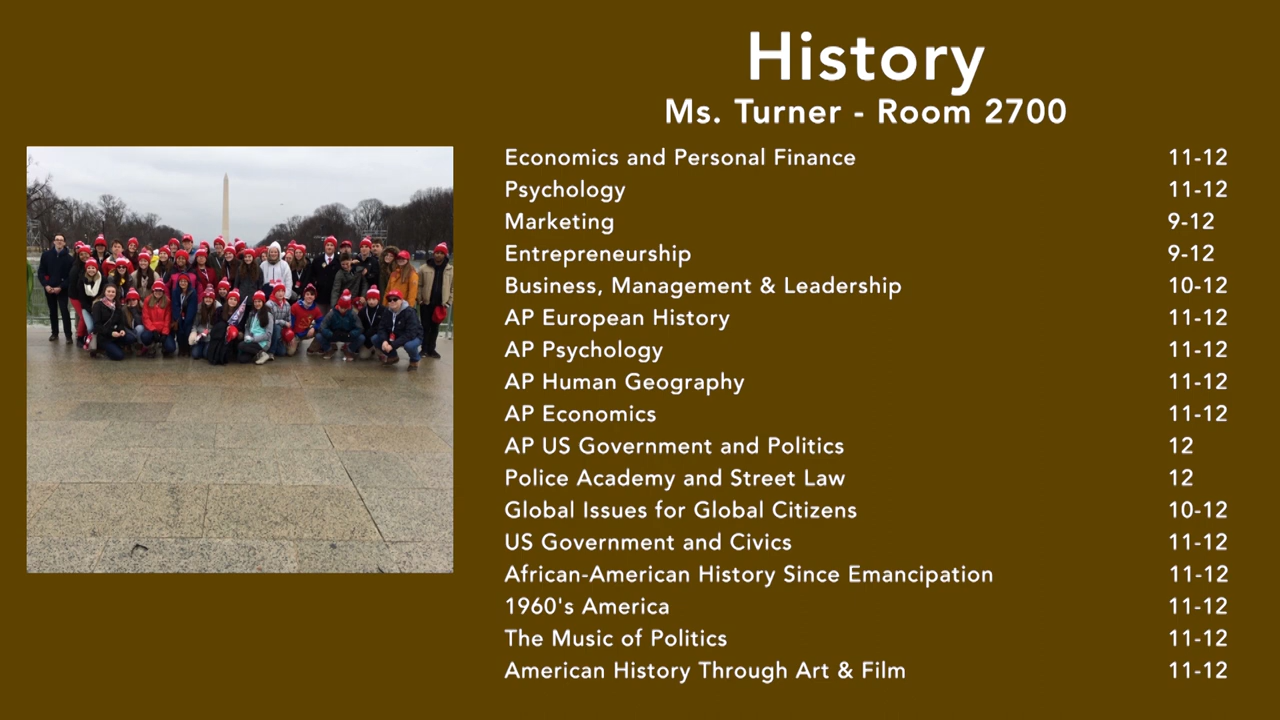 History
Ms. Turner - Room 2700
Economics and Personal Finance 11-12
Psychology 11-12
Marketing 9-12
Entrepreneurship 9-12
Business, Management & Leadership 10-12
AP European History 11-12
AP Psychology 11-12
AP Human Geography 11-12
AP Economics 11-12
AP US Government and Politics 12
Police Academy and Street Law 12
Global Issues for Global Citizens 10-12
US Government and Civics 11-12
African-American History Since Emancipation 11-12
1960's America 11-12
The Music of Politics 11-12
American History Through Art & Film 11-12